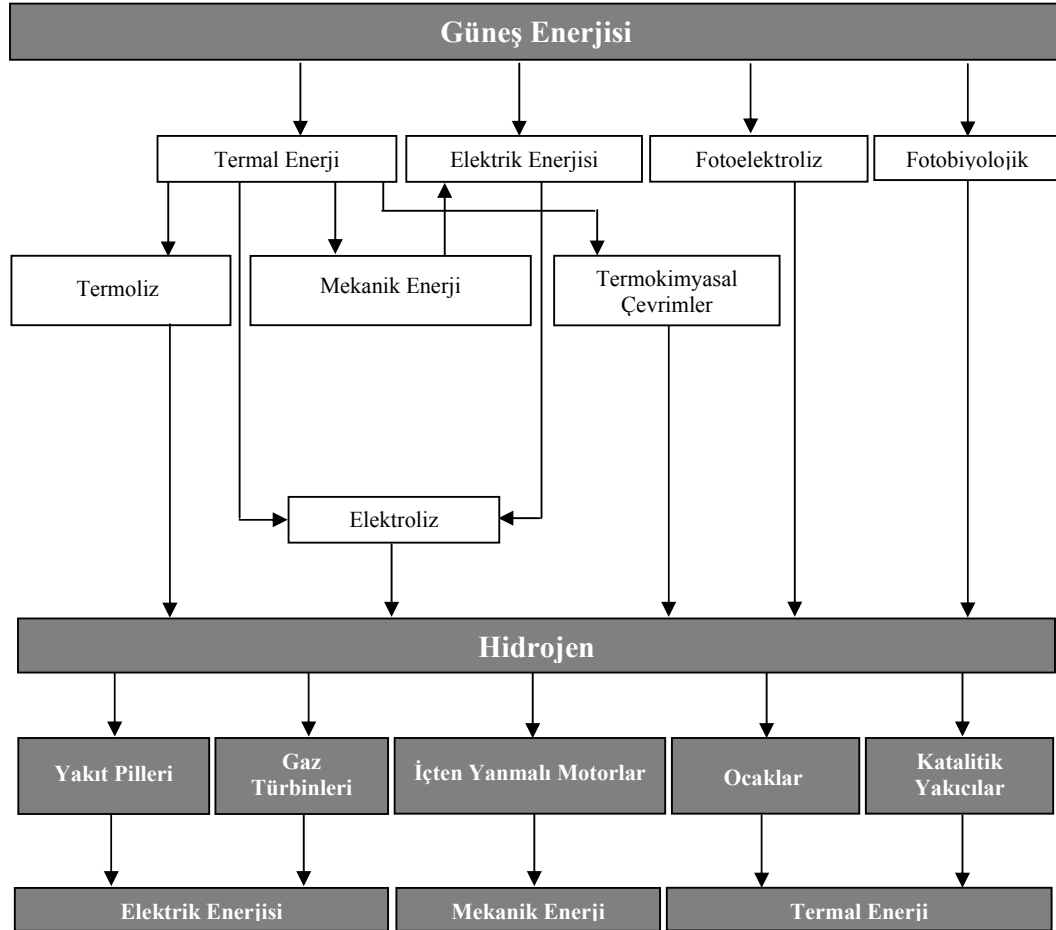 Güneş Enerjisi
Termal Enerji
Elektrik Enerjisi
Fotoelektroliz
Fotobiyolojik
Termoliz
Mekanik Enerji
Termokimyasal
Çevrimler
Elektroliz
Hidrojen
Yakıt Pilleri
Gaz
Türbinleri
İçten Yanmalı Motorlar
Ocaklar
Katalitik
Yakıcılar
Elektrik Enerjisi
Mekanik Enerji
Termal Enerji